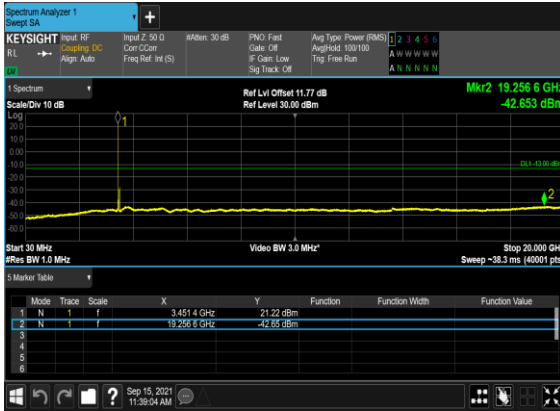 Spectrum Analyzer 1
Swept SA
+
KEYSIGHT Input: RF Input Z: 50 Ω #Atten: 30 dB PNO: Fast Avg Type: Power (RMS) 1 2 3 4 5 6
RL Coupling: DC Corr CCorr Gate: Off Avg|Hold: 100/100 A W W W W W
Align: Auto Freq Ref: Int (S) IF Gain: Low Trig: Free Run
Sig Track: Off A N N N N N
1 Spectrum Ref Lvl Offset 11.77 dB Mkr2 19.256 6 GHz
Scale/Div 10 dB Ref Level 30.00 dBm -42.653 dBm
Log
20.0
10.0
0.00
-10.0
-20.0
-30.0
-40.0
-50.0
-60.0
1
DL1 -13.00 dBm
2
Start 30 MHz Video BW 3.0 MHz* Stop 20.000 GHz
#Res BW 1.0 MHz Sweep ~38.3 ms (40001 pts)
5 Marker Table
Mode Trace Scale X Y Function Function Width Function Value
1 N 1 f 3.451 4 GHz 21.22 dBm
2 N 1 f 19.256 6 GHz -42.65 dBm
3
4
5
6
? Sep 15, 2021
11:39:04 AM